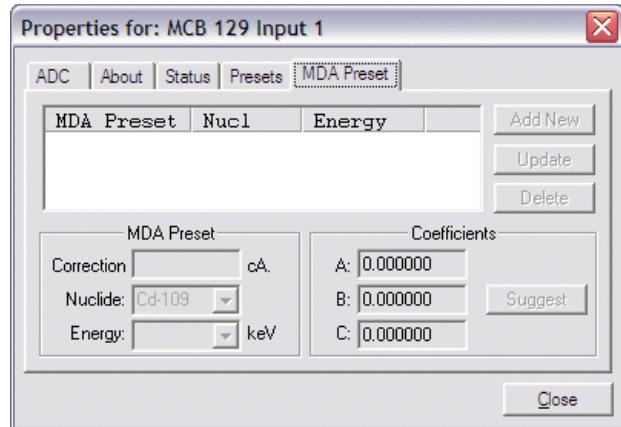 Properties for: MCB 129 Input 1
ADC About Status Presets MDA Preset
MDA Preset Nucl Energy
Add New
Update
Delete
MDA Preset
Correction cA.
Nuclide: Cd-109
Energy: keV
Coefficients
A: 0.000000
B: 0.000000
C: 0.000000
Suggest
Close